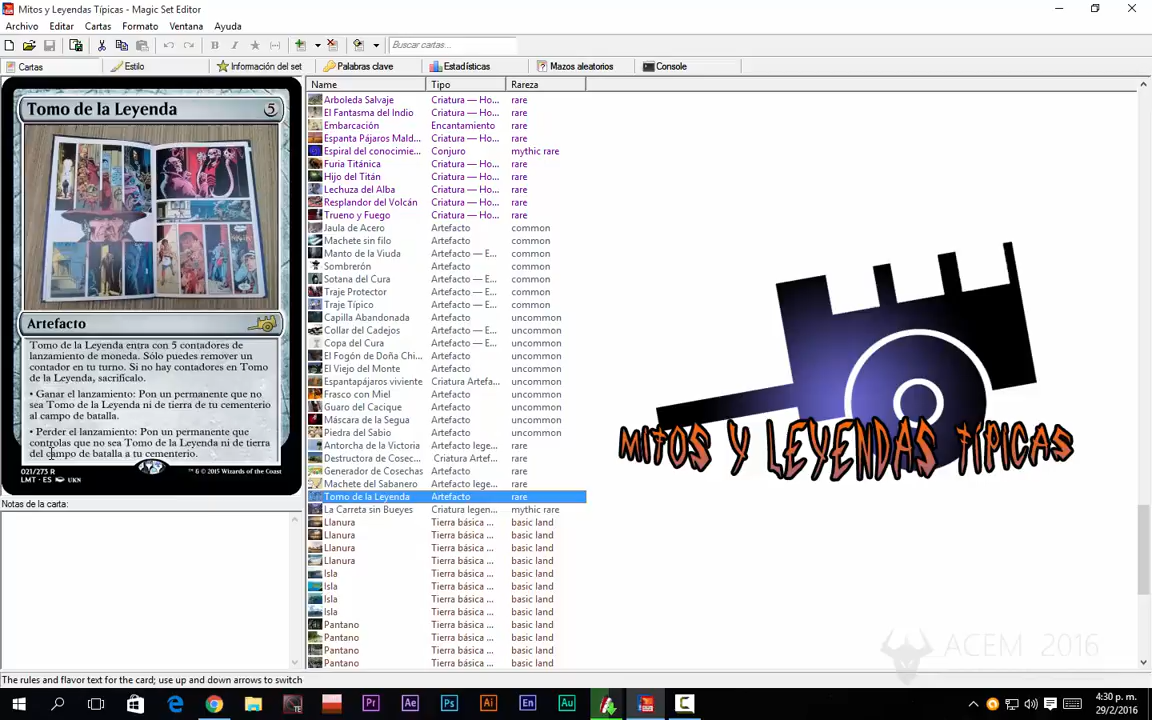 Mitos y Leyendas Típicas - Magic Set Editor
Archivo Editar Cartas Formato Ventana Ayuda
Buscar cartas...
Cartas Estilo Información del set Palabras clave Estadísticas Mazos aleatorios Console
Tomo de la Leyenda 5
Artefacto
Tomo de la Leyenda entra con 5 contadores de
lanzamiento de moneda. Sólo puedes remover un
contador en tu turno. Si no hay contadores en Tomo
de la Leyenda, sacrifícalo.
• Ganar el lanzamiento: Pon un permanente que no
sea Tomo de la Leyenda ni de tierra de tu cementerio
al campo de batalla.
• Perder el lanzamiento: Pon un permanente que
controlas que no sea Tomo de la Leyenda ni de tierra
del campo de batalla a tu cementerio.
021/273 R
LMT · ES UKN
™ & © 2015 Wizards of the Coast
Notas de la carta:
Name Tipo Rareza
Arboleda Salvaje Criatura — Ho... rare
El Fantasma del Indio Criatura — Ho... rare
Embarcación Encantamiento rare
Espanta Pájaros Mald... Criatura — Ho... rare
Espiral del conocimie... Conjuro mythic rare
Furia Titánica Criatura — Ho... rare
Hijo del Titán Criatura — Ho... rare
Lechuza del Alba Criatura — Ho... rare
Resplandor del Volcán Criatura — Ho... rare
Trueno y Fuego Criatura — Ho... rare
Jaula de Acero Artefacto common
Machete sin filo Artefacto common
Manto de la Viuda Artefacto — E... common
Sombrerón Artefacto common
Sotana del Cura Artefacto — E... common
Traje Protector Artefacto — E... common
Traje Típico Artefacto — E... common
Capilla Abandonada Artefacto uncommon
Collar del Cadejos Artefacto — E... uncommon
Copa del Cura Artefacto uncommon
El Fogón de Doña Chi... Artefacto uncommon
El Viejo del Monte Artefacto uncommon
Espantapájaros viviente Criatura Artefa... uncommon
Frasco con Miel Artefacto uncommon
Guaro del Cacique Artefacto uncommon
Máscara de la Segua Artefacto uncommon
Piedra del Sabio Artefacto uncommon
Antorcha de la Victoria Artefacto lege... rare
Destructora de Cosec... Criatura Artef... rare
Generador de Cosechas Artefacto rare
Machete del Sabanero Artefacto lege... rare
Tomo de la Leyenda Artefacto rare
La Carreta sin Bueyes Criatura legen... mythic rare
Llanura Tierra básica ... basic land
Llanura Tierra básica ... basic land
Llanura Tierra básica ... basic land
Llanura Tierra básica ... basic land
Isla Tierra básica ... basic land
Isla Tierra básica ... basic land
Isla Tierra básica ... basic land
Isla Tierra básica ... basic land
Pantano Tierra básica ... basic land
Pantano Tierra básica ... basic land
Pantano Tierra básica ... basic land
Pantano Tierra básica ... basic land
MITOS Y LEYENDAS TÍPICAS
ACEM 2016
The rules and flavor text for the card; use up and down arrows to switch
4:30 p. m.
29/2/2016